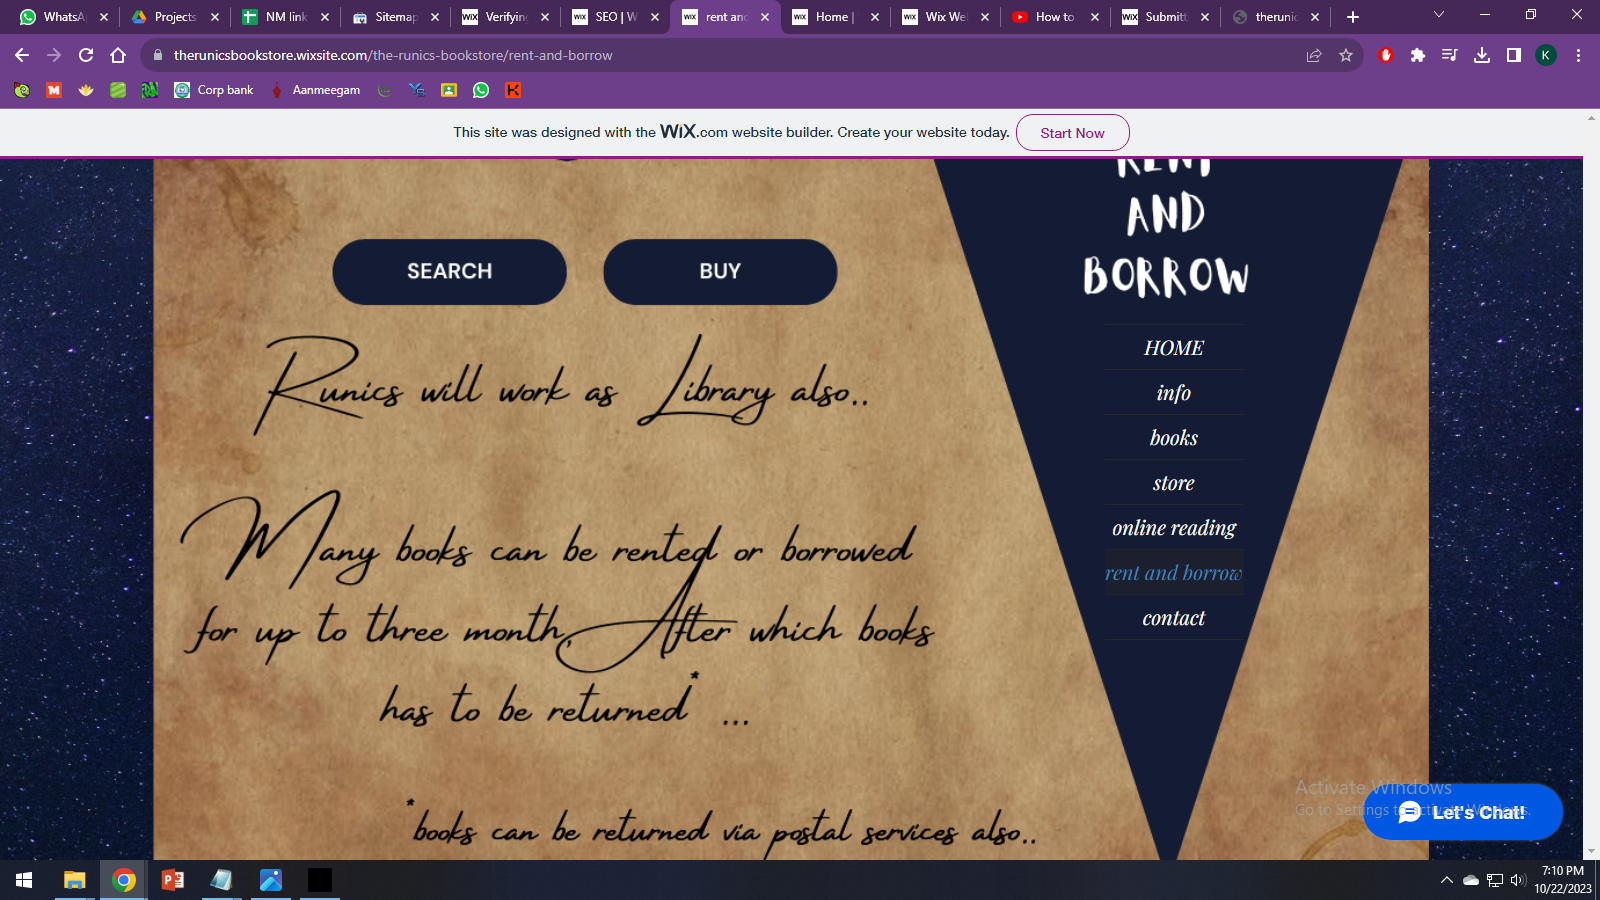 WhatsA
Projects
NM link
Sitemap
Verifyin
SEO | W
rent and
Home |
Wix We
How to
Submitt
therunic
therunicsbookstore.wixsite.com/the-runics-bookstore/rent-and-borrow
K
Corp bank
Aanmeegam
This site was designed with the WiX.com website builder. Create your website today.
Start Now
RENT
AND
BORROW
SEARCH
BUY
Runics will work as Library also..
Many books can be rented or borrowed
for up to three month, After which books
has to be returned* ...
*books can be returned via postal services also..
HOME
info
books
store
online reading
rent and borrow
contact
Activate Windows
Go to Settings to activate Windows.
Let's Chat!
7:10 PM
10/22/2023